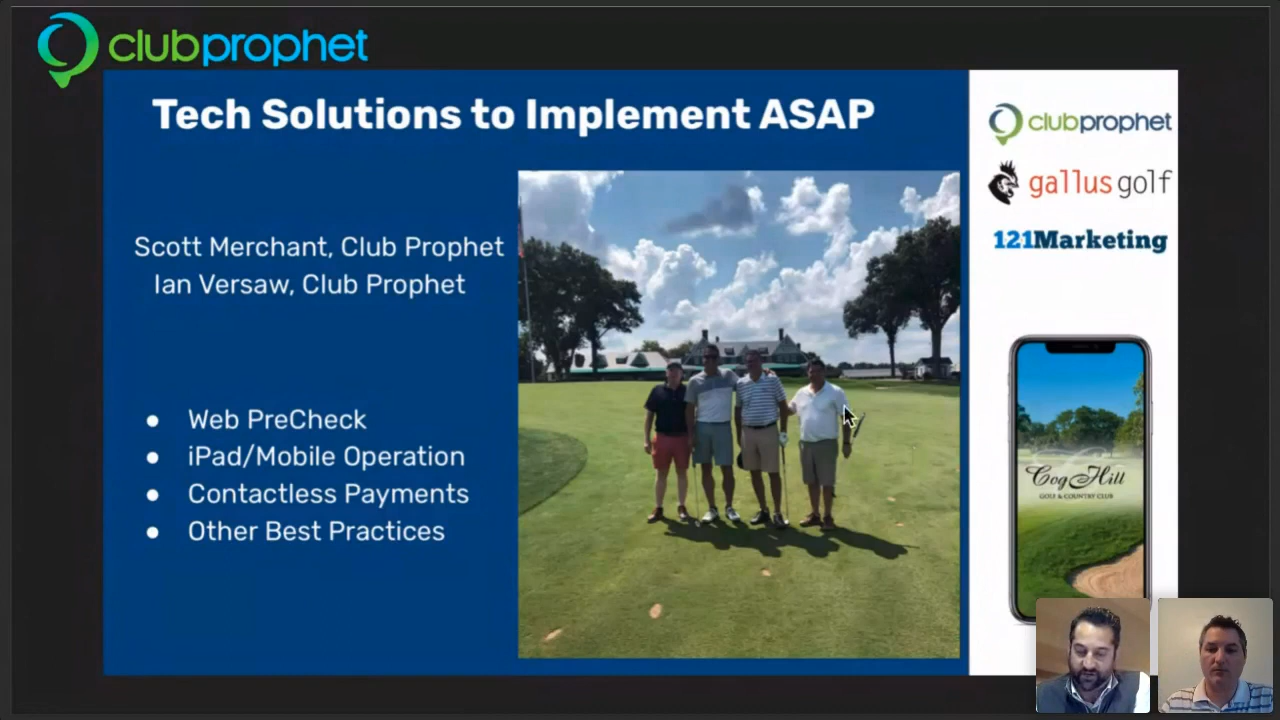 clubprophet
Tech Solutions to Implement ASAP
Scott Merchant, Club Prophet
Ian Versaw, Club Prophet
● Web PreCheck
● iPad/Mobile Operation
● Contactless Payments
● Other Best Practices
clubprophet
gallus golf
121Marketing
Cog Hill
GOLF & COUNTRY CLUB